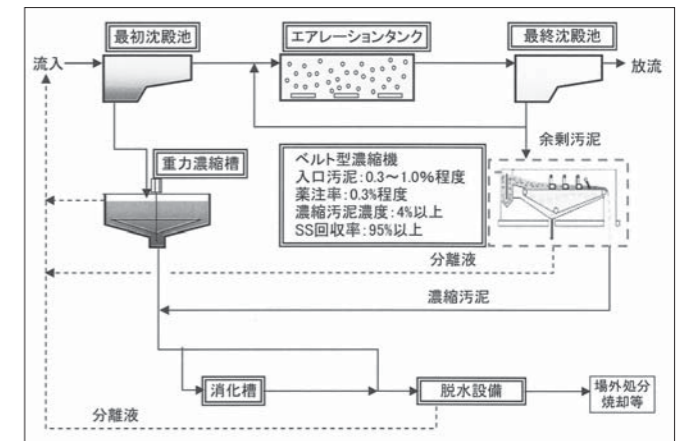 最初沈殿池
エアレーションタンク
最終沈殿池
流入
放流
余剰汚泥
重力濃縮槽
ベルト型濃縮機
入口汚泥:0.3～1.0%程度
薬注率:0.3%程度
濃縮汚泥濃度:4%以上
SS回収率:95%以上
分離液
濃縮汚泥
消化槽
脱水設備
場外処分
焼却等
分離液